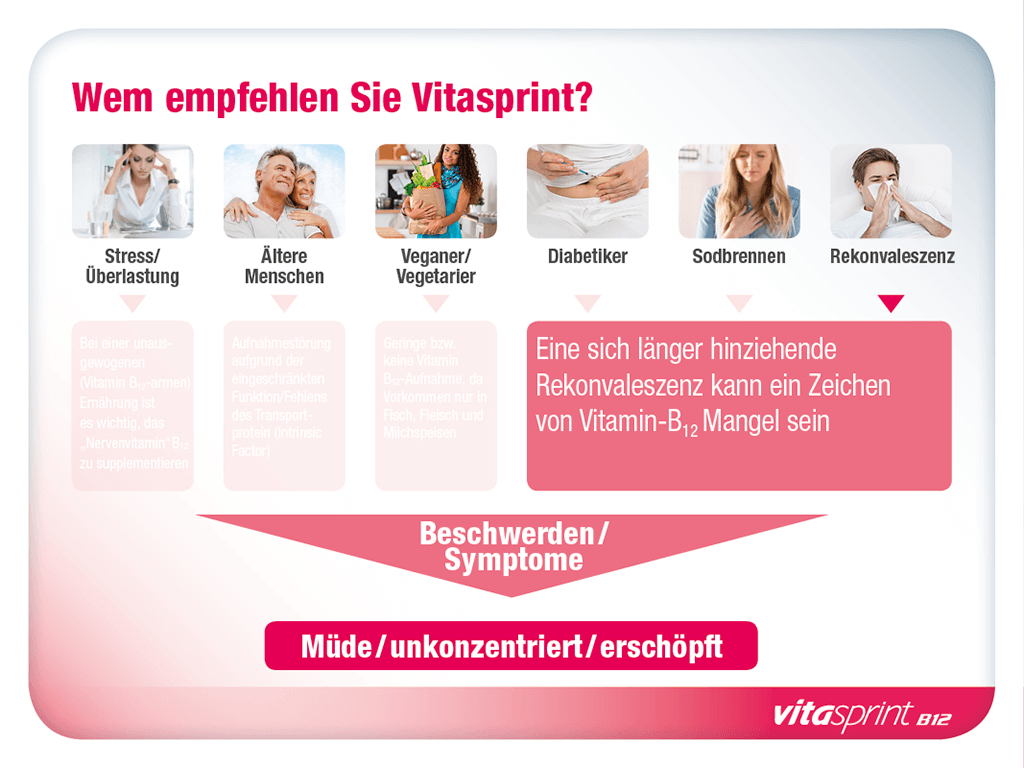 Wem empfehlen Sie Vitasprint?
Stress/
Überlastung
Ältere
Menschen
Veganer/
Vegetarier
Diabetiker
Sodbrennen
Rekonvaleszenz
Bei einer unaus-
gewogenen
(Vitamin B₁₂-armen)
Ernährung ist
es wichtig, das
„Nervenvitamin“ B₁₂
zu supplementieren
Aufnahmestörung
aufgrund der
eingeschränkten
Funktion/Fehlens
des Transport-
protein (Intrinsic
Factor)
Geringe bzw.
keine Vitamin
B₁₂-Aufnahme, da
Vorkommen nur in
Fisch, Fleisch und
Milchspeisen
Eine sich länger hinziehende
Rekonvaleszenz kann ein Zeichen
von Vitamin-B₁₂ Mangel sein
Beschwerden/
Symptome
Müde/unkonzentriert/erschöpft
vitasprint B12